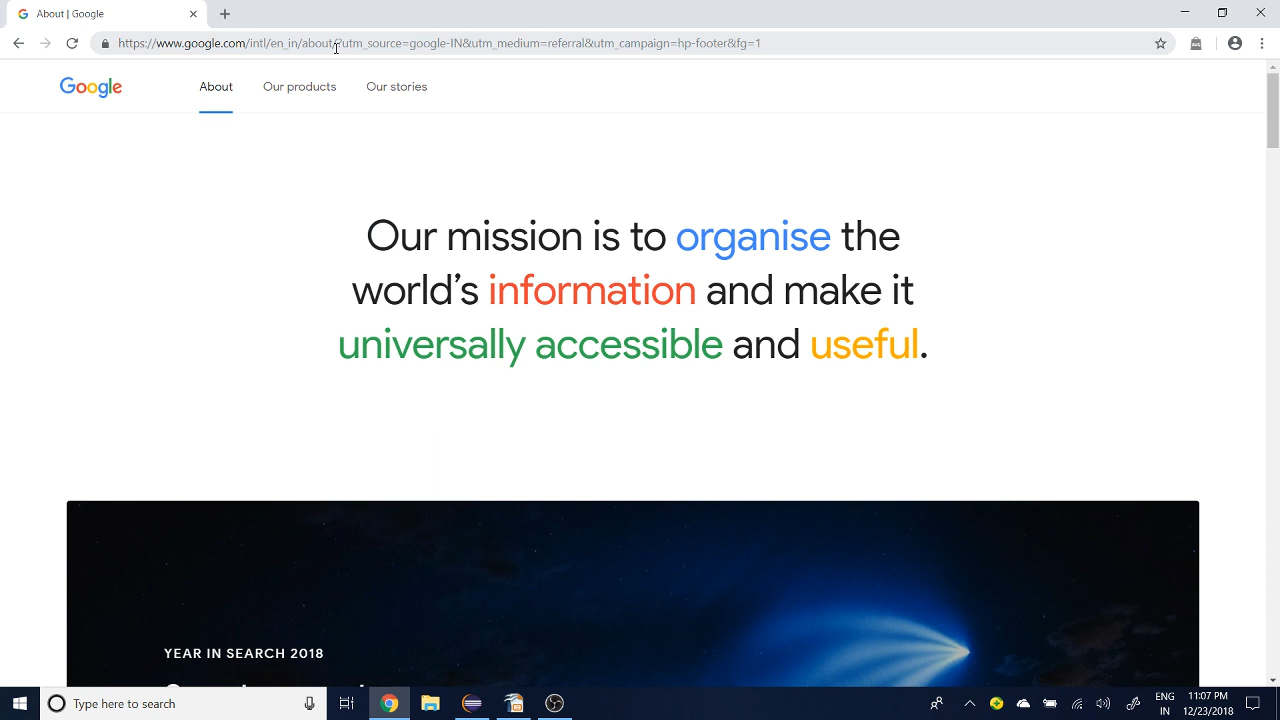 About | Google
https://www.google.com/intl/en_in/about/?utm_source=google-IN&utm_medium=referral&utm_campaign=hp-footer&fg=1
Google
About
Our products
Our stories
Our mission is to organise the
world's information and make it
universally accessible and useful.
YEAR IN SEARCH 2018
Type here to search
ENG
IN
11:07 PM
12/23/2018